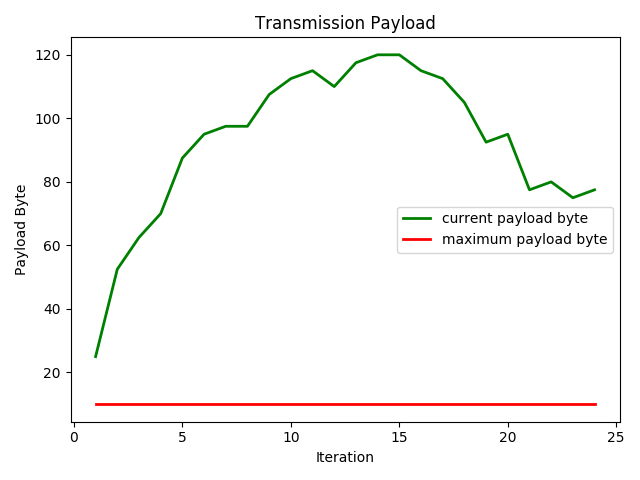 Transmission Payload
Payload Byte
120
100
80
60
40
20
current payload byte
maximum payload byte
0
5
10
15
20
25
Iteration